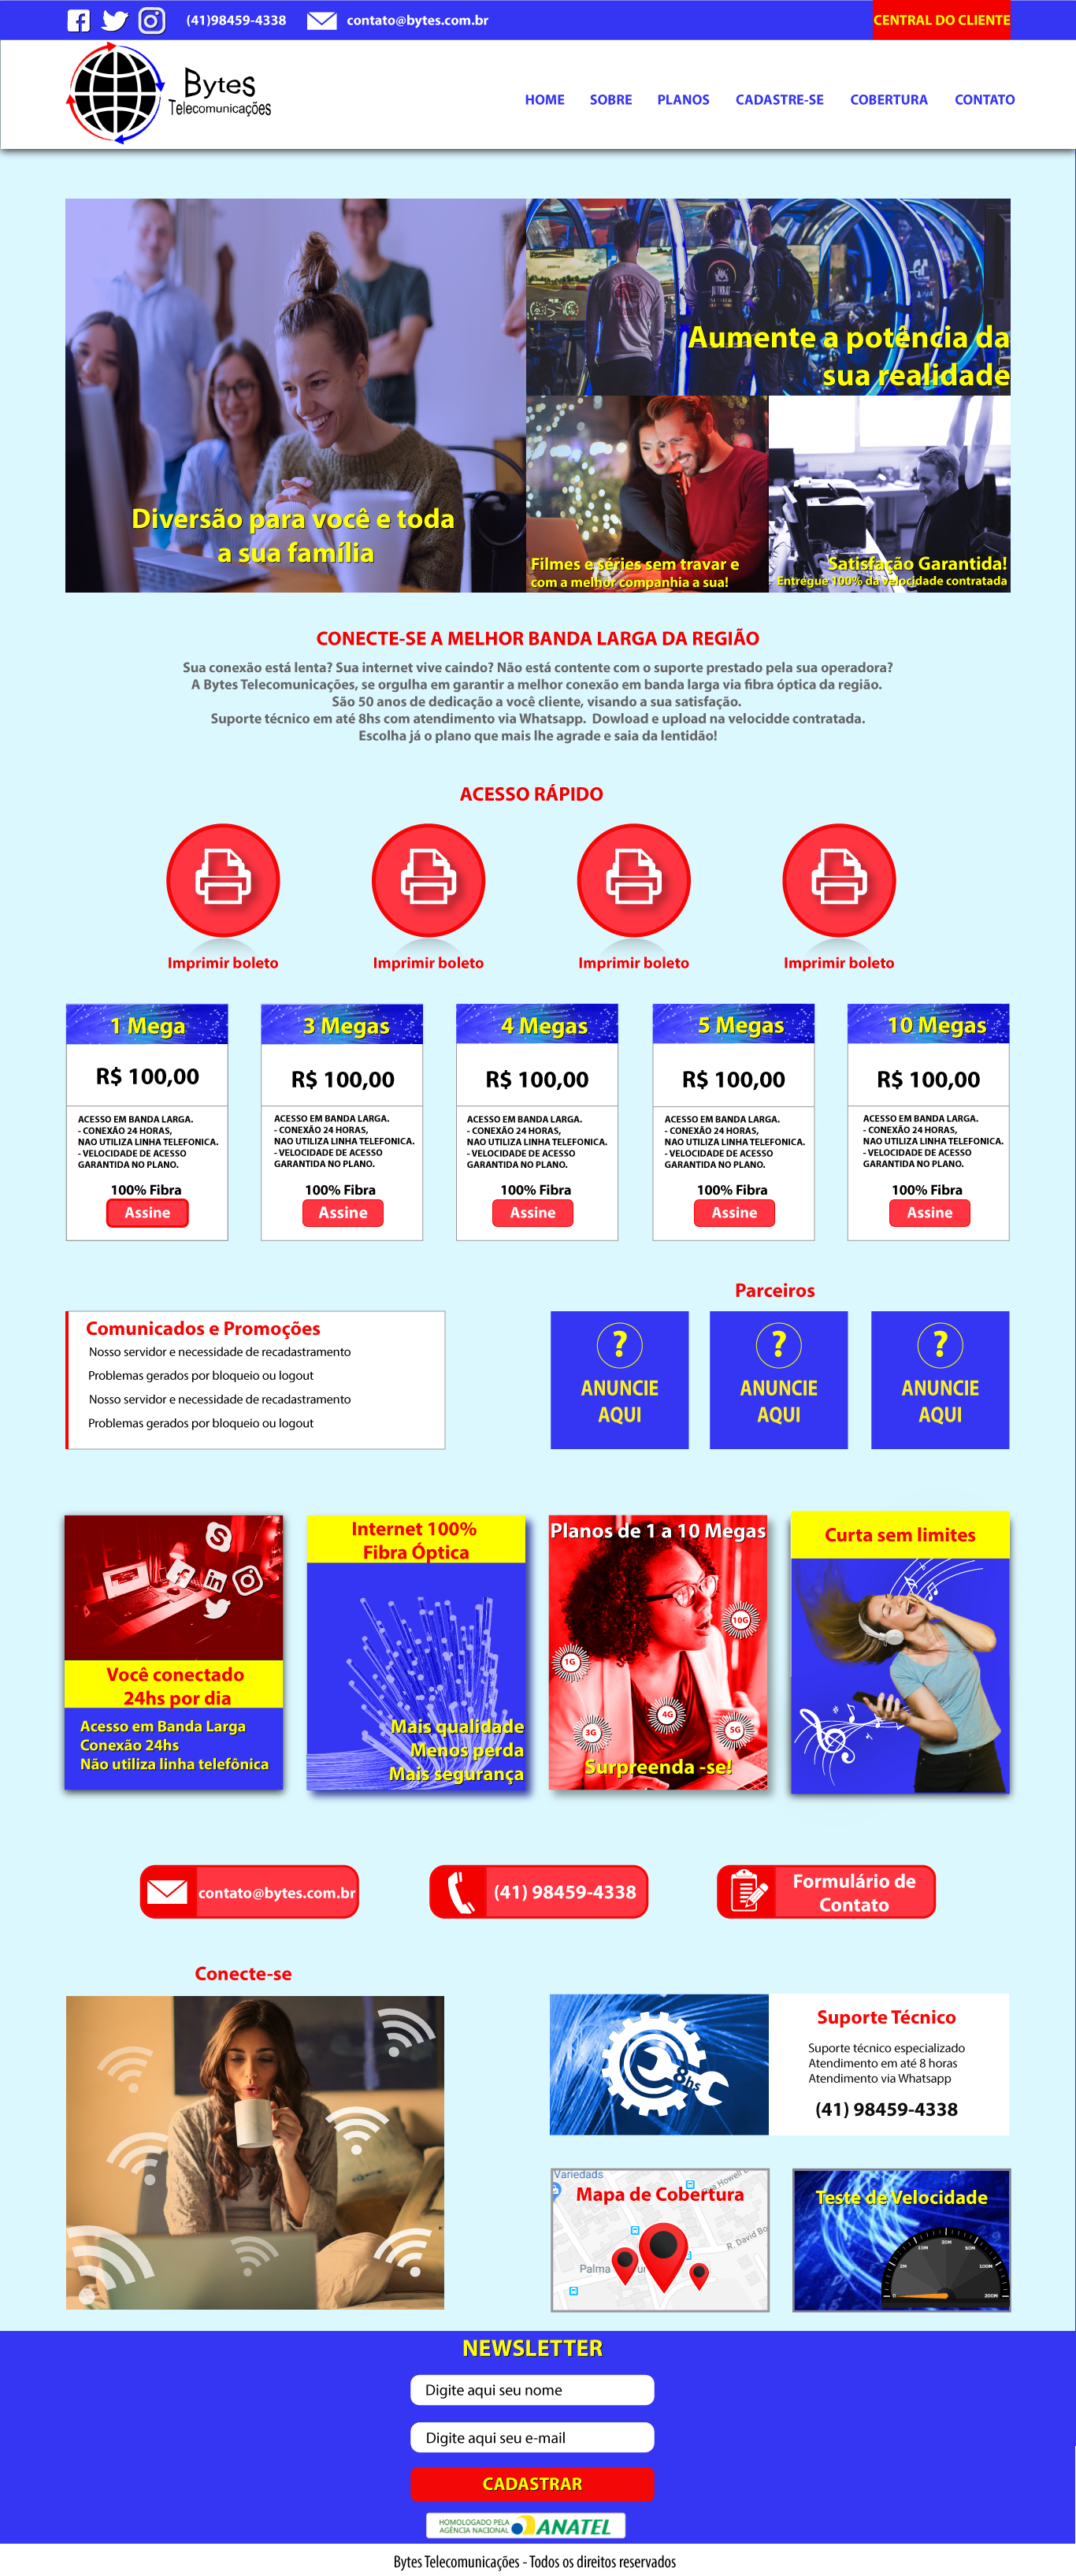 (41)98459-4338
contato@bytes.com.br
CENTRAL DO CLIENTE
Bytes
Telecomunicações
HOME
SOBRE
PLANOS
CADASTRE-SE
COBERTURA
CONTATO
Aumente a potência da
sua realidade
Diversão para você e toda
a sua família
Filmes e séries sem travar e
com a melhor companhia a sua!
Satisfação Garantida!
Entregue 100% da velocidade contratada
CONECTE-SE A MELHOR BANDA LARGA DA REGIÃO
Sua conexão está lenta? Sua internet vive caindo? Não está contente com o suporte prestado pela sua operadora?
A Bytes Telecomunicações, se orgulha em garantir a melhor conexão em banda larga via fibra óptica da região.
São 50 anos de dedicação a você cliente, visando a sua satisfação.
Suporte técnico em até 8hs com atendimento via Whatsapp. Dowload e upload na velocidde contratada.
Escolha já o plano que mais lhe agrade e saia da lentidão!
ACESSO RÁPIDO
Imprimir boleto
Imprimir boleto
Imprimir boleto
Imprimir boleto
1 Mega
R$ 100,00
ACESSO EM BANDA LARGA.
- CONEXÃO 24 HORAS,
NAO UTILIZA LINHA TELEFONICA.
- VELOCIDADE DE ACESSO
GARANTIDA NO PLANO.
100% Fibra
Assine
3 Megas
R$ 100,00
ACESSO EM BANDA LARGA.
- CONEXÃO 24 HORAS,
NAO UTILIZA LINHA TELEFONICA.
- VELOCIDADE DE ACESSO
GARANTIDA NO PLANO.
100% Fibra
Assine
4 Megas
R$ 100,00
ACESSO EM BANDA LARGA.
- CONEXÃO 24 HORAS,
NAO UTILIZA LINHA TELEFONICA.
- VELOCIDADE DE ACESSO
GARANTIDA NO PLANO.
100% Fibra
Assine
5 Megas
R$ 100,00
ACESSO EM BANDA LARGA.
- CONEXÃO 24 HORAS,
NAO UTILIZA LINHA TELEFONICA.
- VELOCIDADE DE ACESSO
GARANTIDA NO PLANO.
100% Fibra
Assine
10 Megas
R$ 100,00
ACESSO EM BANDA LARGA.
- CONEXÃO 24 HORAS,
NAO UTILIZA LINHA TELEFONICA.
- VELOCIDADE DE ACESSO
GARANTIDA NO PLANO.
100% Fibra
Assine
Comunicados e Promoções
Nosso servidor e necessidade de recadastramento
Problemas gerados por bloqueio ou logout
Nosso servidor e necessidade de recadastramento
Problemas gerados por bloqueio ou logout
Parceiros
?
ANUNCIE
AQUI
?
ANUNCIE
AQUI
?
ANUNCIE
AQUI
Você conectado
24hs por dia
Acesso em Banda Larga
Conexão 24hs
Não utiliza linha telefônica
Internet 100%
Fibra Óptica
Mais qualidade
Menos perda
Mais segurança
Planos de 1 a 10 Megas
10G
1G
4G
3G
5G
Surpreenda -se!
Curta sem limites
contato@bytes.com.br
(41) 98459-4338
Formulário de
Contato
Conecte-se
8hs
Suporte Técnico
Suporte técnico especializado
Atendimento em até 8 horas
Atendimento via Whatsapp
(41) 98459-4338
Variedads
Mapa de Cobertura
R. David Bo
Palma
Teste de Velocidade
0
2M
10M
30M
50M
100M
200M
NEWSLETTER
Digite aqui seu nome
Digite aqui seu e-mail
CADASTRAR
HOMOLOGADO PELA
AGÊNCIA NACIONAL
ANATEL
Bytes Telecomunicações - Todos os direitos reservados